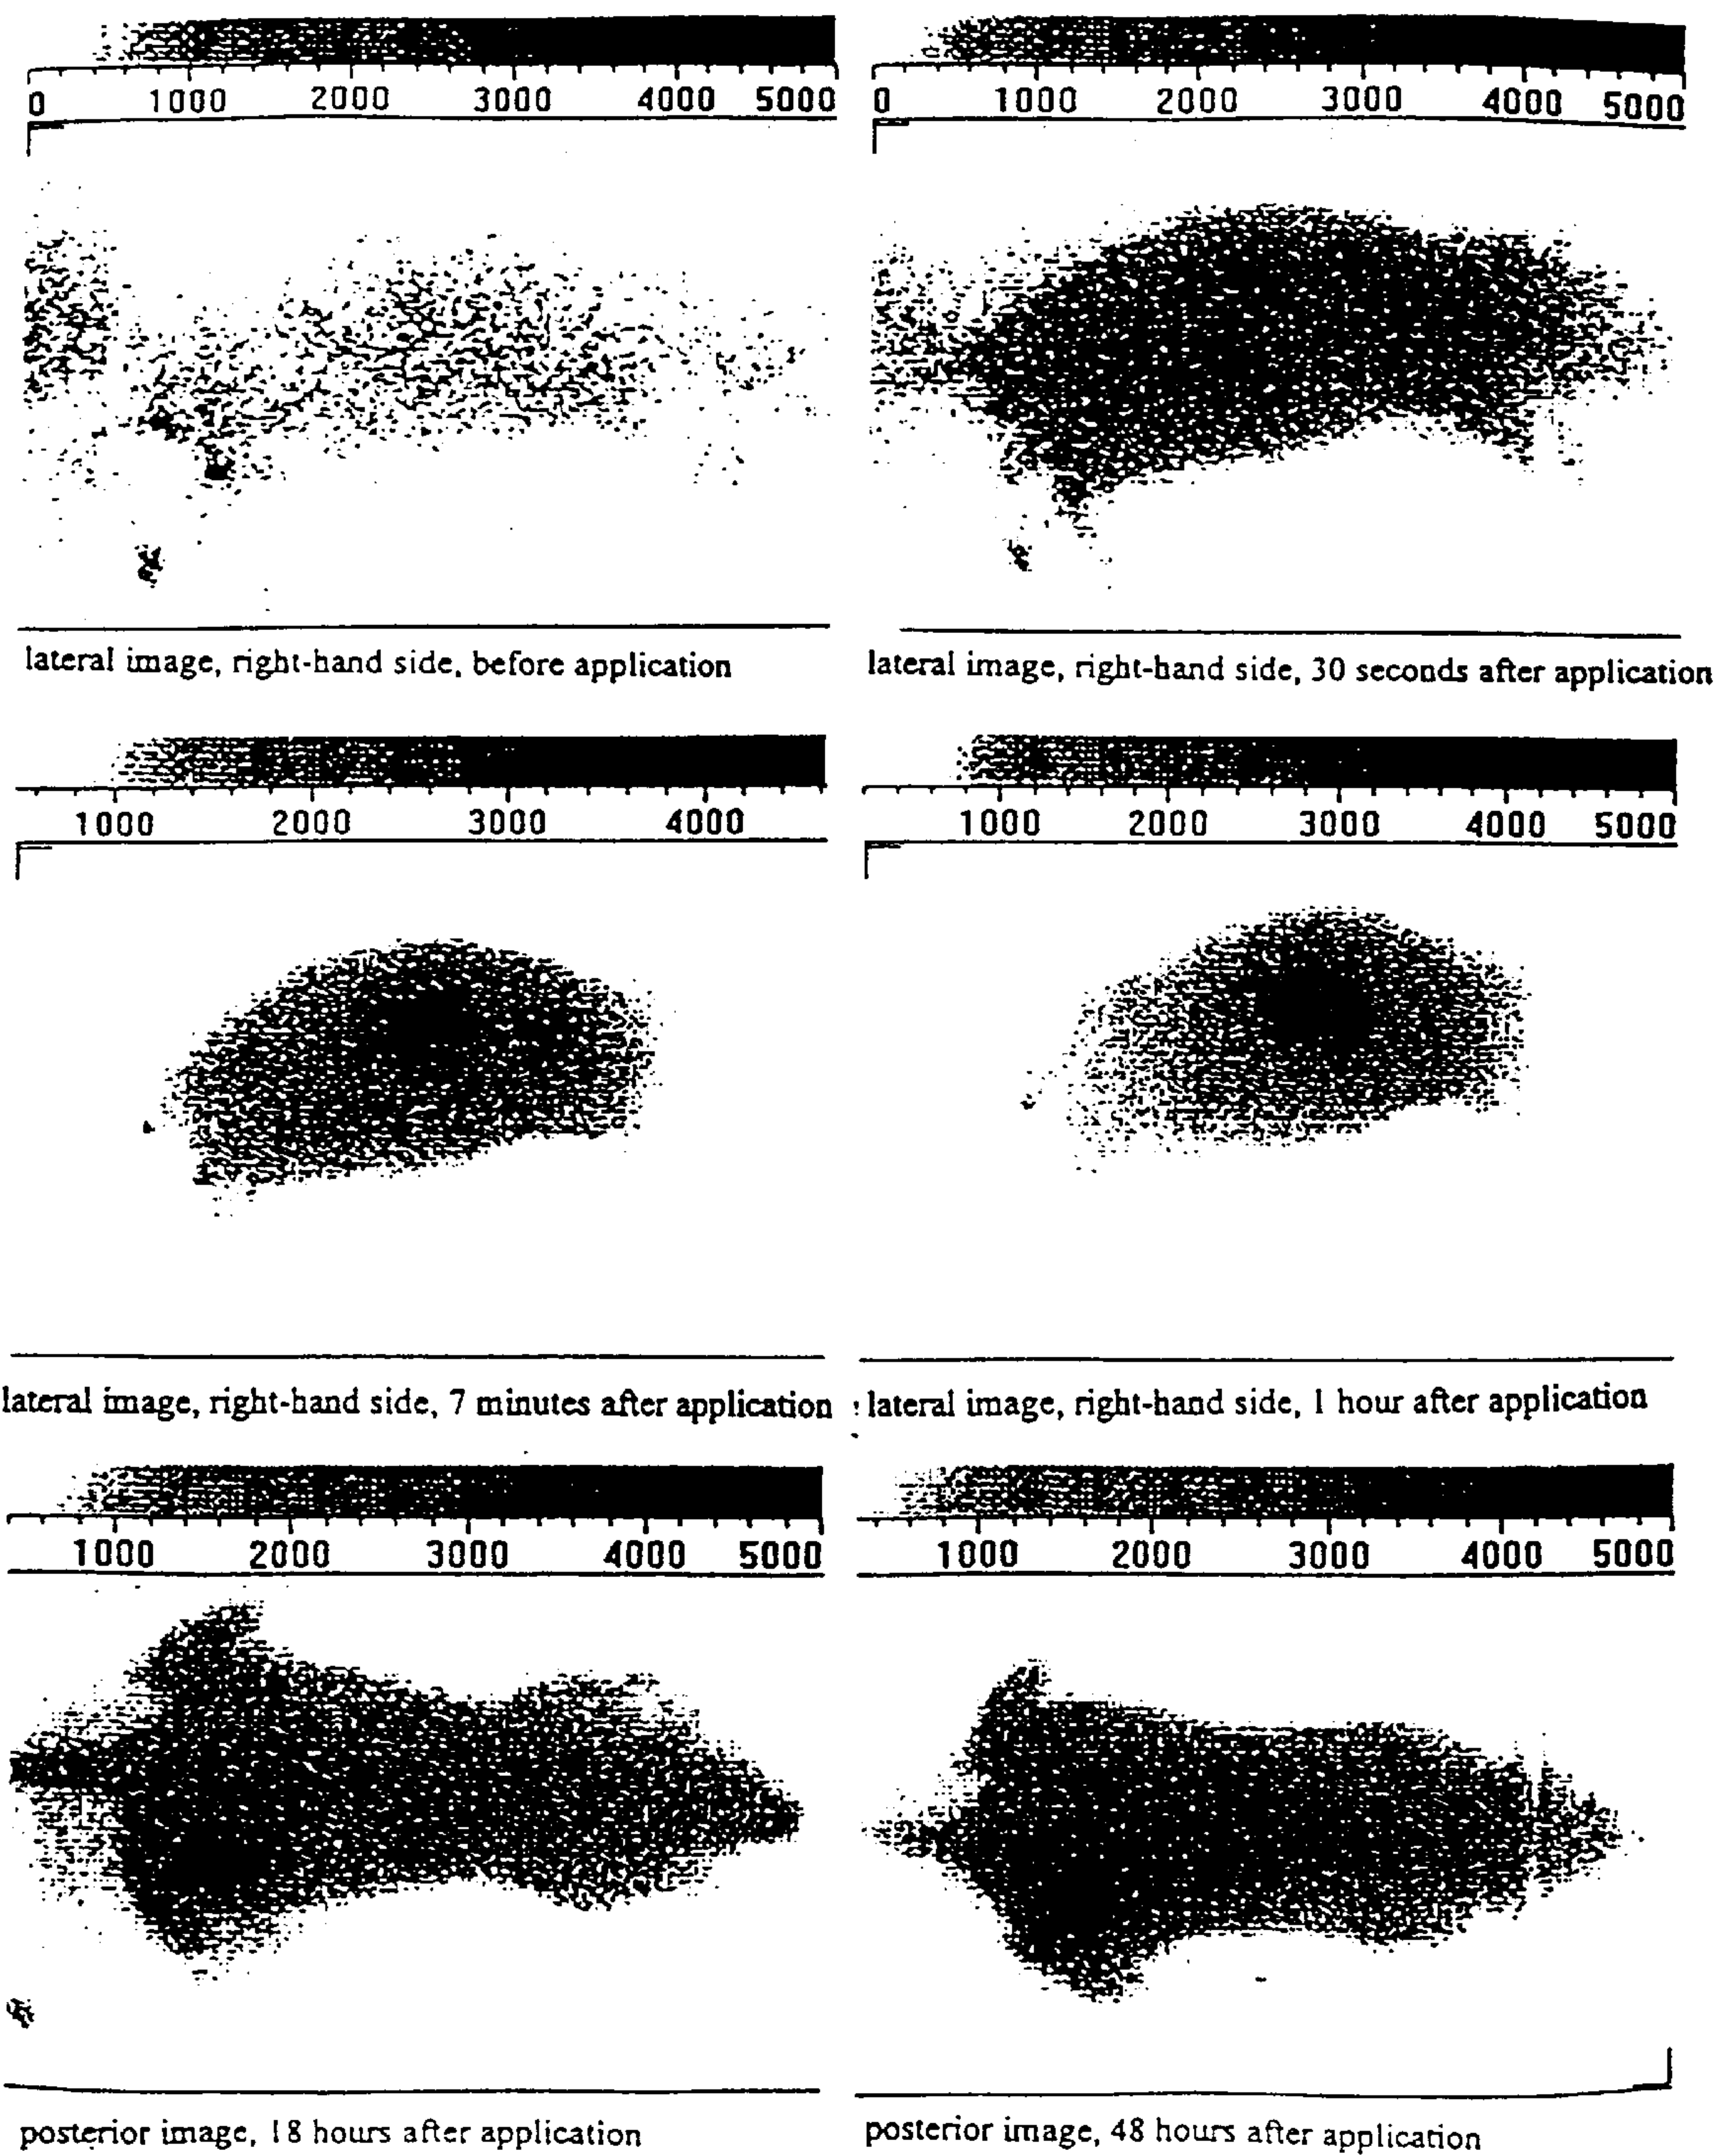 0 1000 2000 3000 4000 5000
0 1000 2000 3000 4000 5000
lateral image, right-hand side, before application
lateral image, right-hand side, 30 seconds after application
1000 2000 3000 4000
1000 2000 3000 4000 5000
lateral image, right-hand side, 7 minutes after application
lateral image, right-hand side, 1 hour after application
1000 2000 3000 4000 5000
1000 2000 3000 4000 5000
posterior image, 18 hours after application
posterior image, 48 hours after application